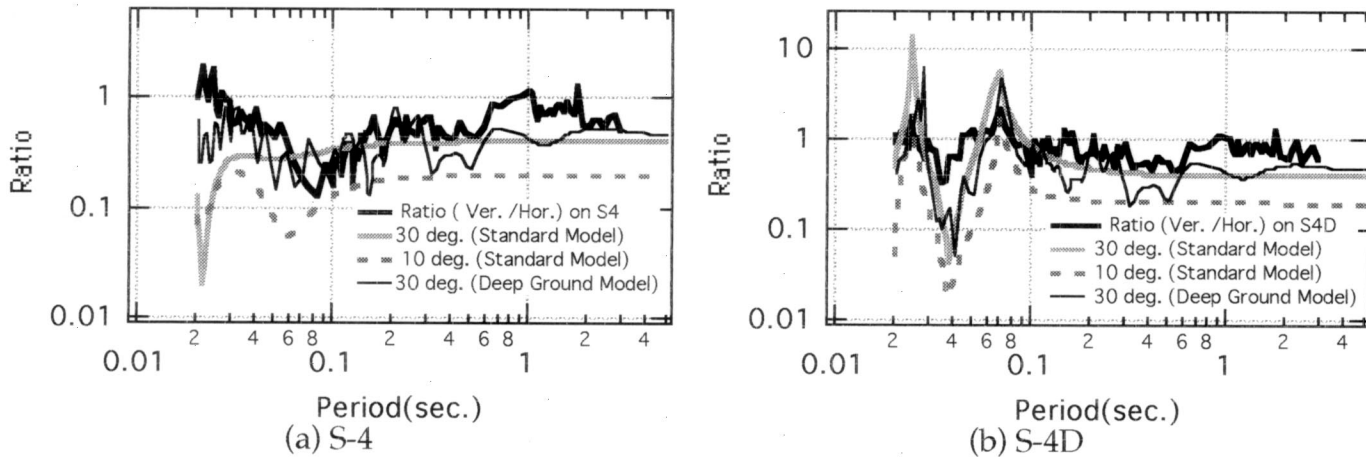 1
0.1
0.01
Ratio
Ratio ( Ver. /Hor.) on S4
30 deg. (Standard Model)
10 deg. (Standard Model)
30 deg. (Deep Ground Model)
2 4 6 8 2 4 6 8 2 4
0.01 0.1 1
Period(sec.)
(a) S-4
10
1
0.1
0.01
Ratio
Ratio (Ver. /Hor.) on S4D
30 deg. (Standard Model)
10 deg. (Standard Model)
30 deg. (Deep Ground Model)
2 4 6 8 2 4 6 8 2 4
0.01 0.1 1
Period(sec.)
(b) S-4D